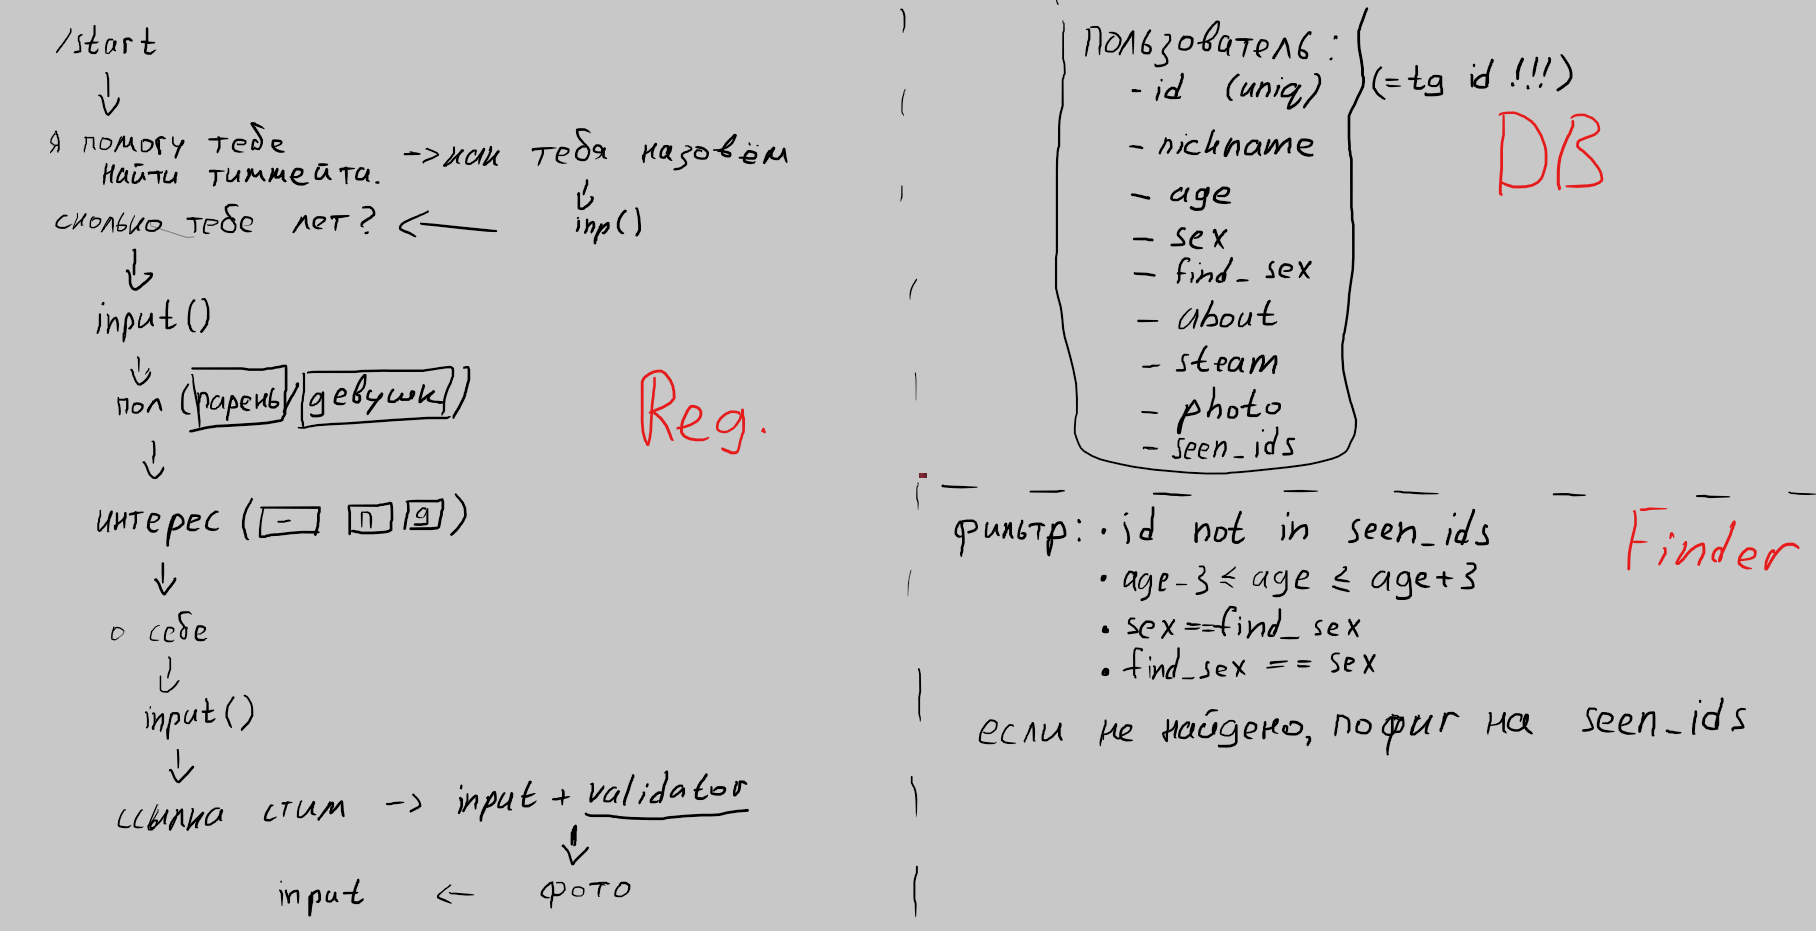 /start
↓
я помогу тебе
найти тиммейта. -> как тебя назовём
↓
inp()
сколько тебе лет? <-
↓
input()
↓
пол (парень/девушк)
↓
интерес (- п д)
↓
о себе
↓
input()
↓
ссылка стим -> input + validator
↓
фото
input <-
Reg.
пользователь:
- id (uniq) (=tg id !!!)
- nickname
- age
- sex
- find_sex
- about
- steam
- photo
- seen_ids
DB
фильтр: • id not in seen_ids
• age-3 ≤ age ≤ age+3
• sex==find_sex
• find_sex == sex
если не найдено, пофиг на seen_ids
Finder